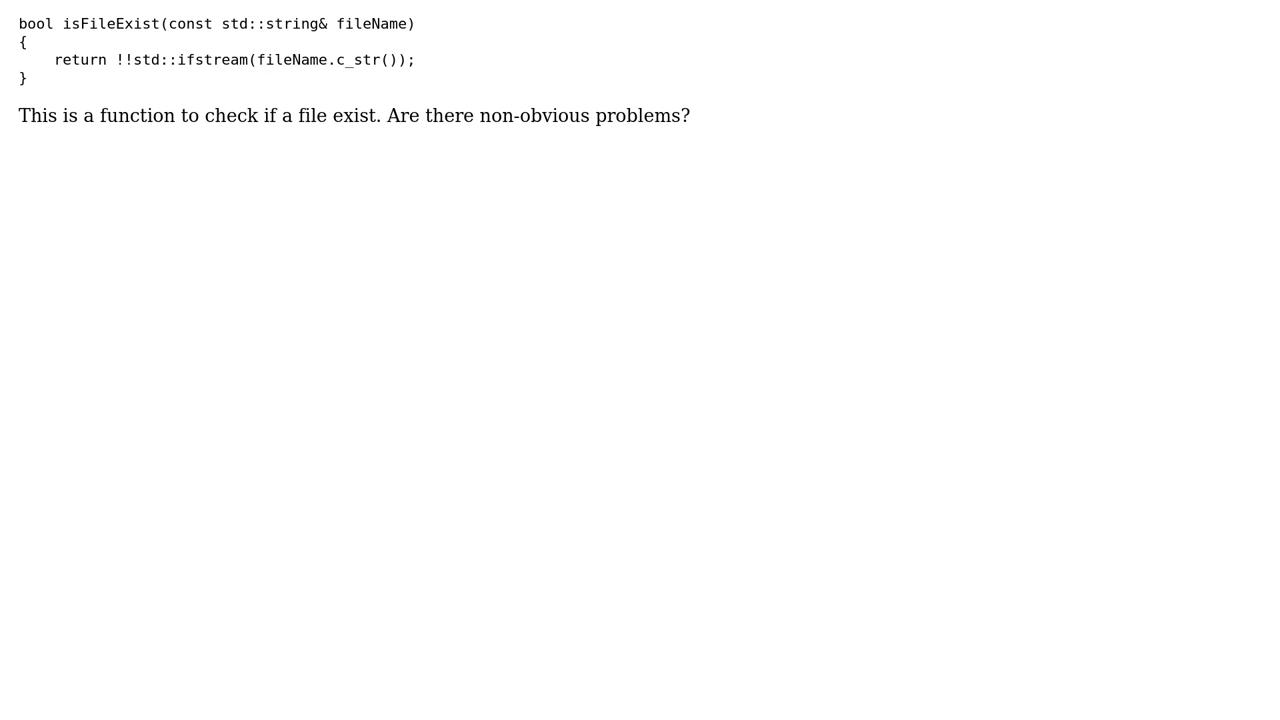 bool isFileExist(const std::string& fileName)
{
    return !!std::ifstream(fileName.c_str());
}
This is a function to check if a file exist. Are there non-obvious problems?